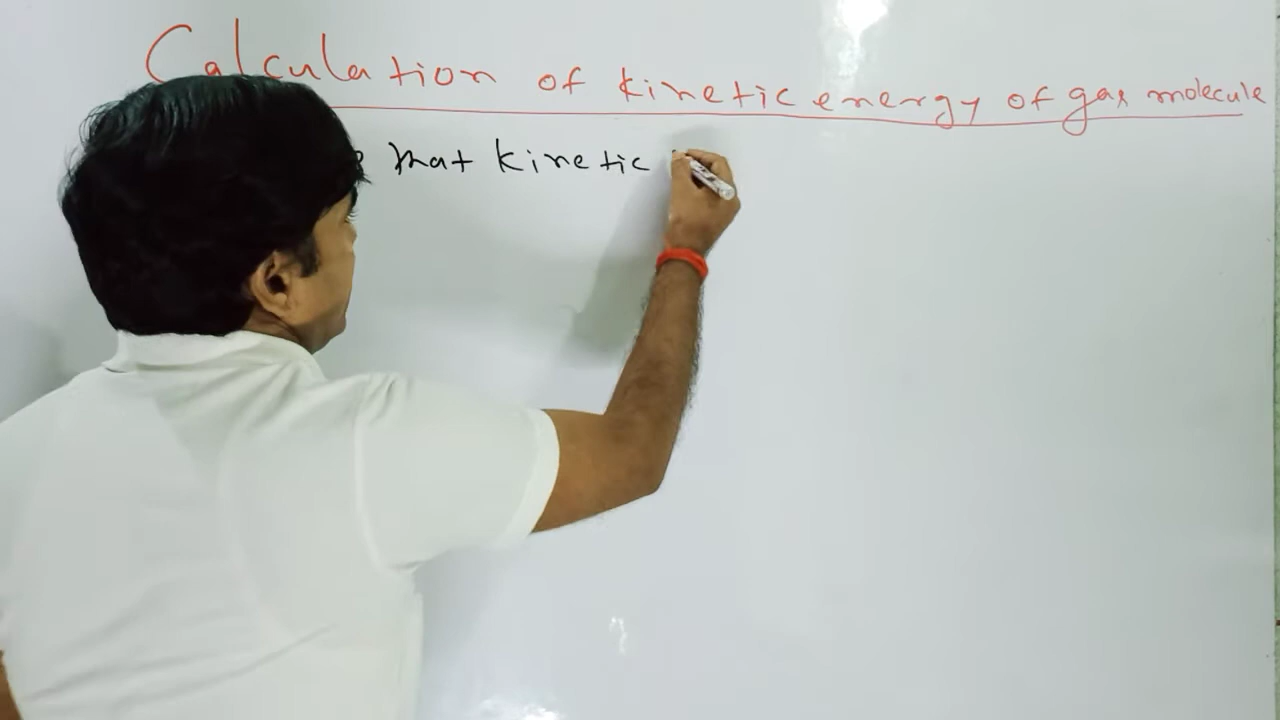 Calculation of kinetic energy of gas molecule
that kinetic